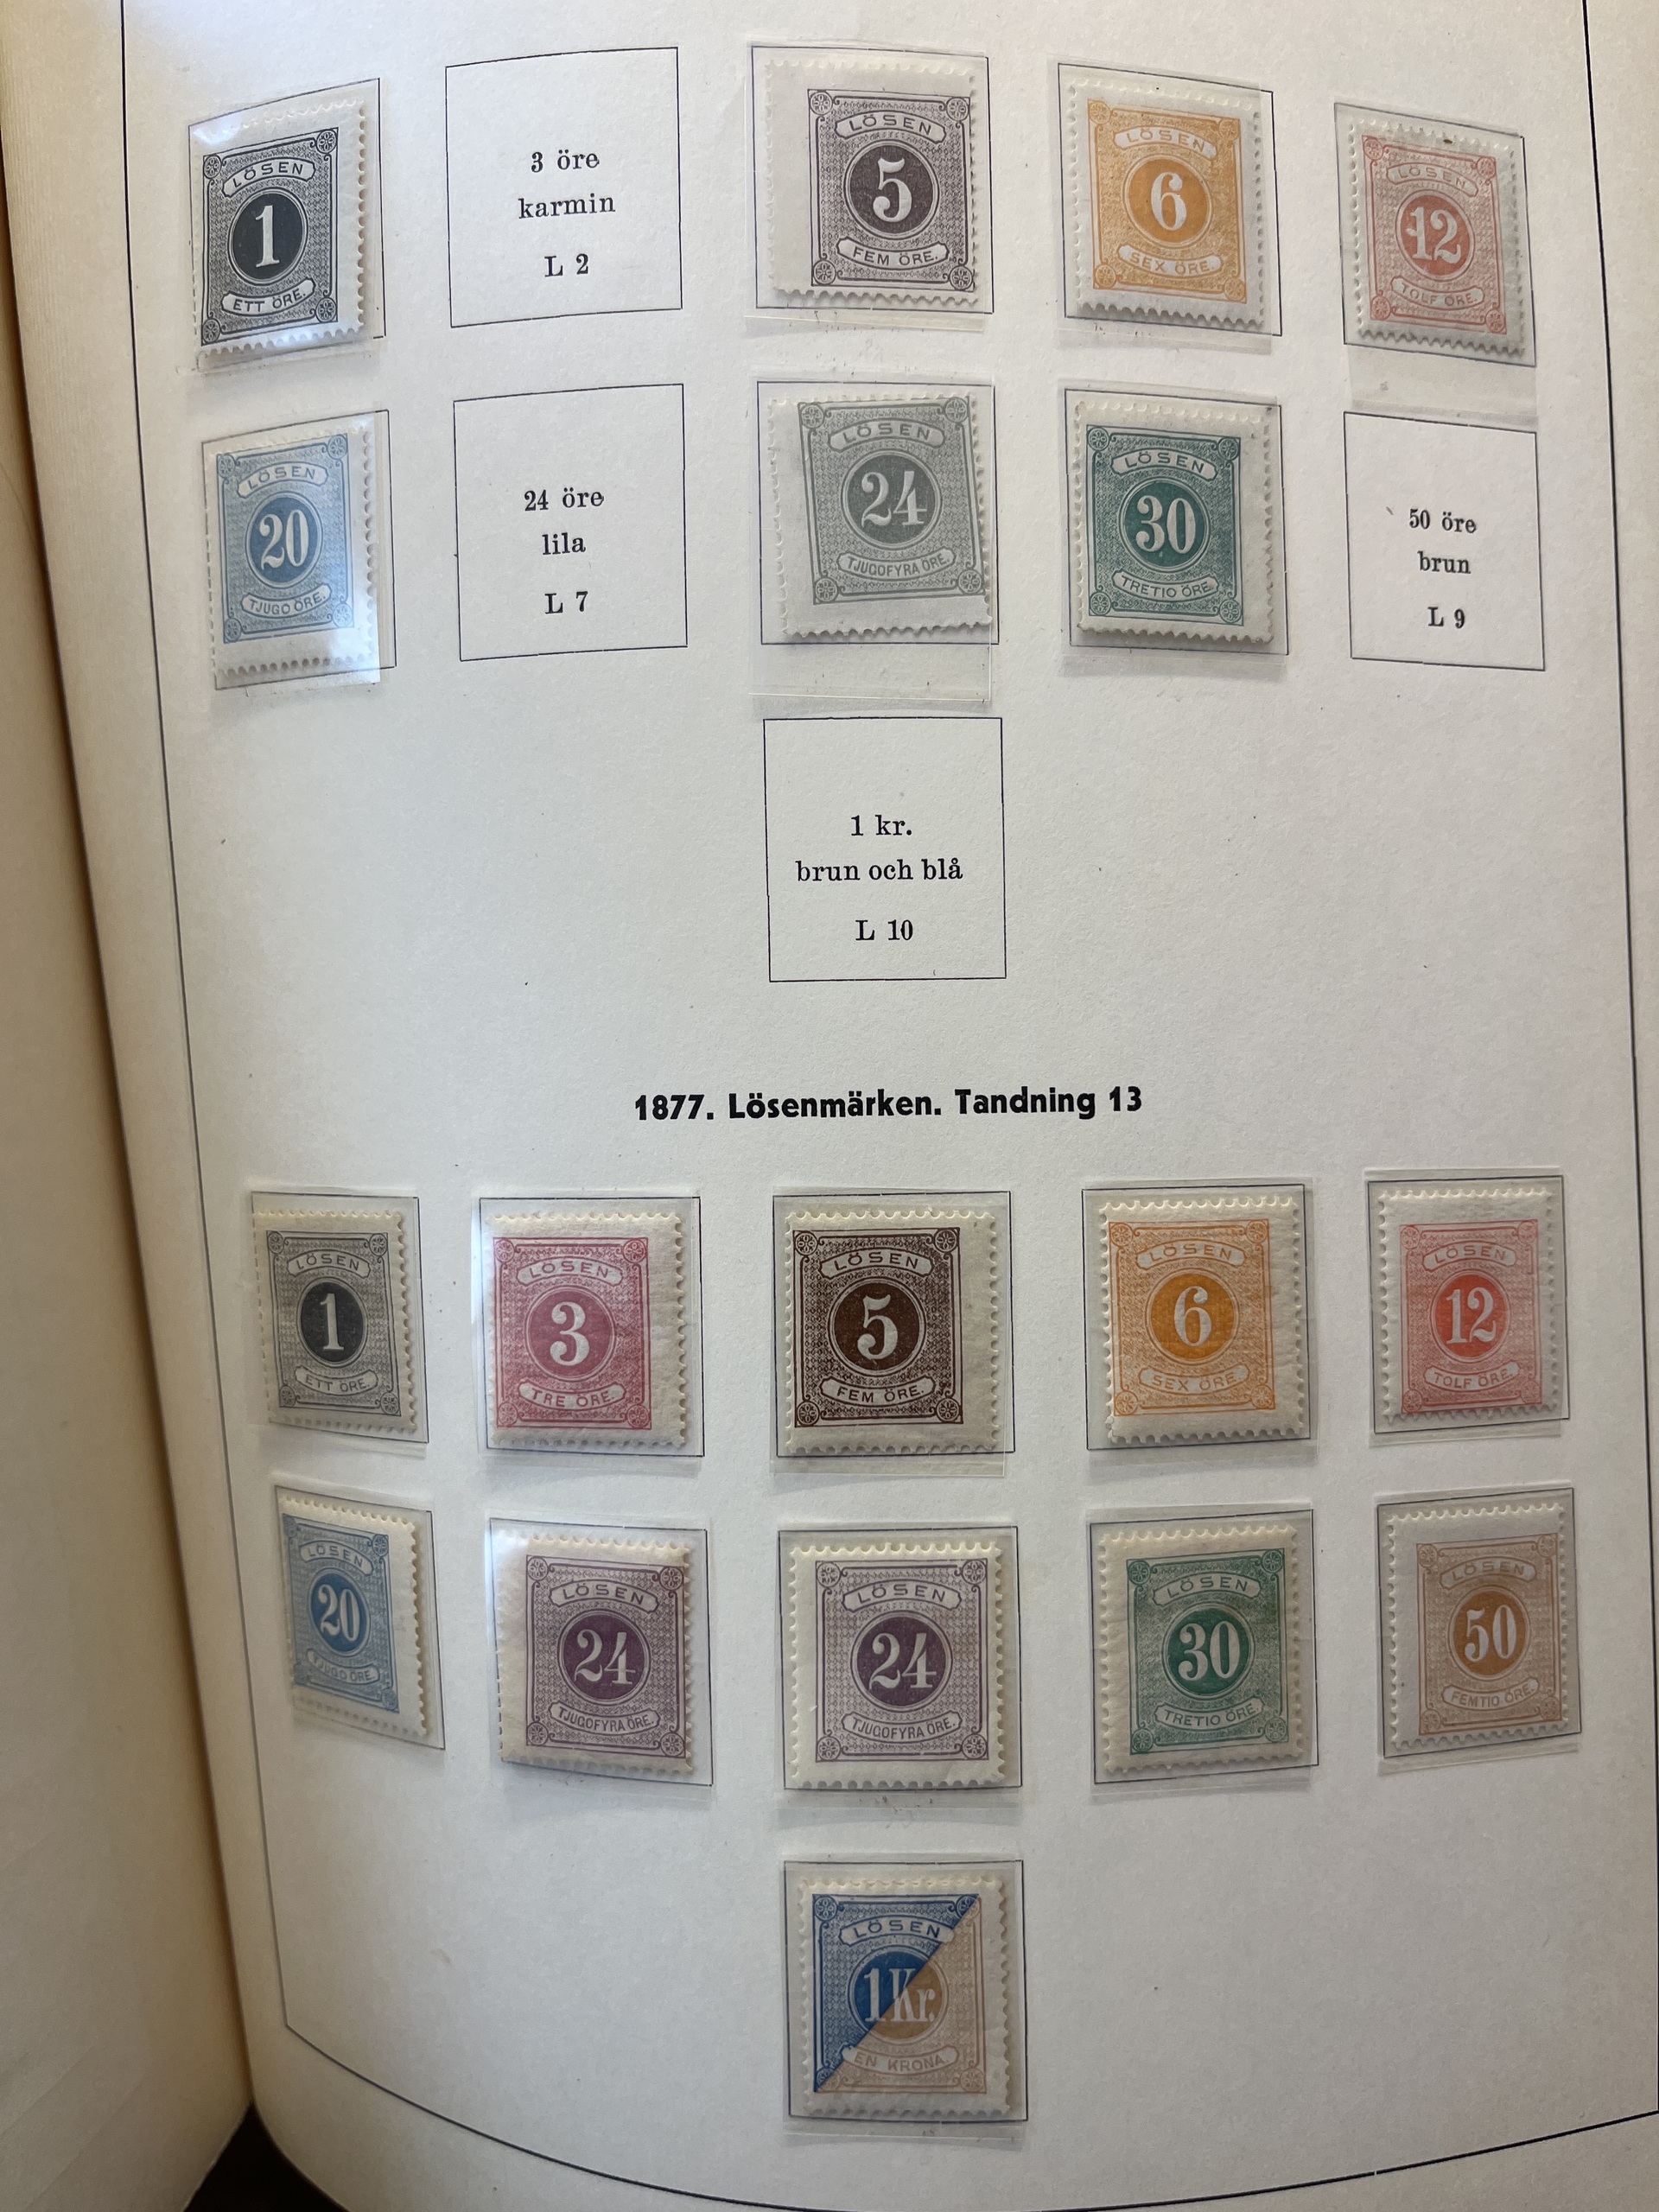 LÖSEN
1
ETT ÖRE.
3 öre
karmin
L 2
LÖSEN
5
FEM ÖRE.
LÖSEN
6
SEX ÖRE.
LÖSEN
12
TOLF ÖRE.
LÖSEN
20
TJUGO ÖRE.
24 öre
lila
L 7
LÖSEN
24
TJUGOFYRA ÖRE.
LÖSEN
30
TRETIO ÖRE.
50 öre
brun
L 9
1 kr.
brun och blå
L 10
1877. Lösenmärken. Tandning 13
LÖSEN
1
ETT ÖRE.
LÖSEN
3
TRE ÖRE.
LÖSEN
5
FEM ÖRE.
LÖSEN
6
SEX ÖRE.
LÖSEN
12
TOLF ÖRE.
LÖSEN
20
TJUGO ÖRE.
LÖSEN
24
TJUGOFYRA ÖRE.
LÖSEN
24
TJUGOFYRA ÖRE.
LÖSEN
30
TRETIO ÖRE.
LÖSEN
50
FEMTIO ÖRE.
LÖSEN
1 Kr.
EN KRONA.